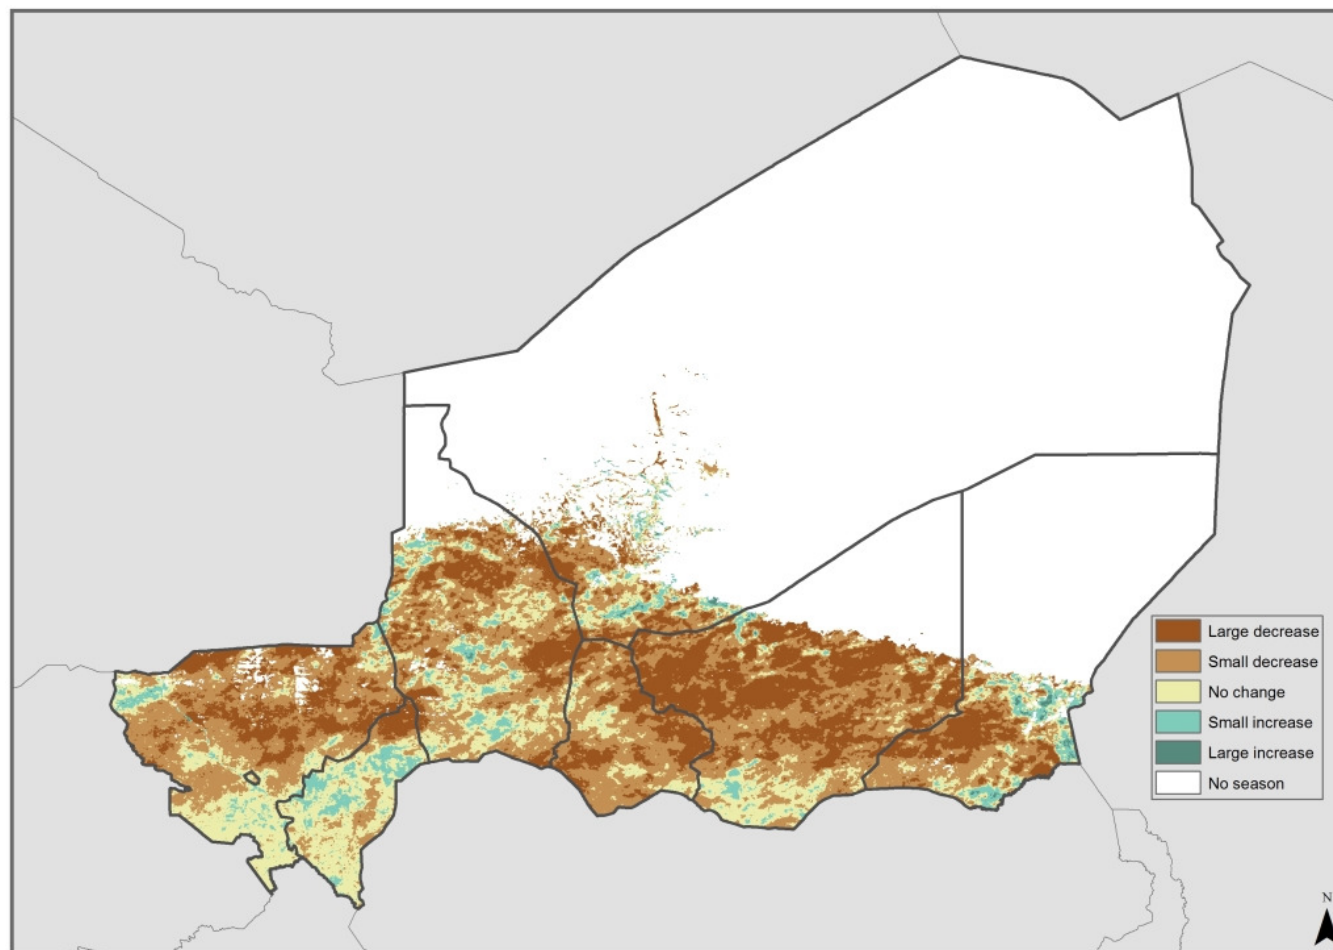 Large decrease
Small decrease
No change
Small increase
Large increase
No season
N